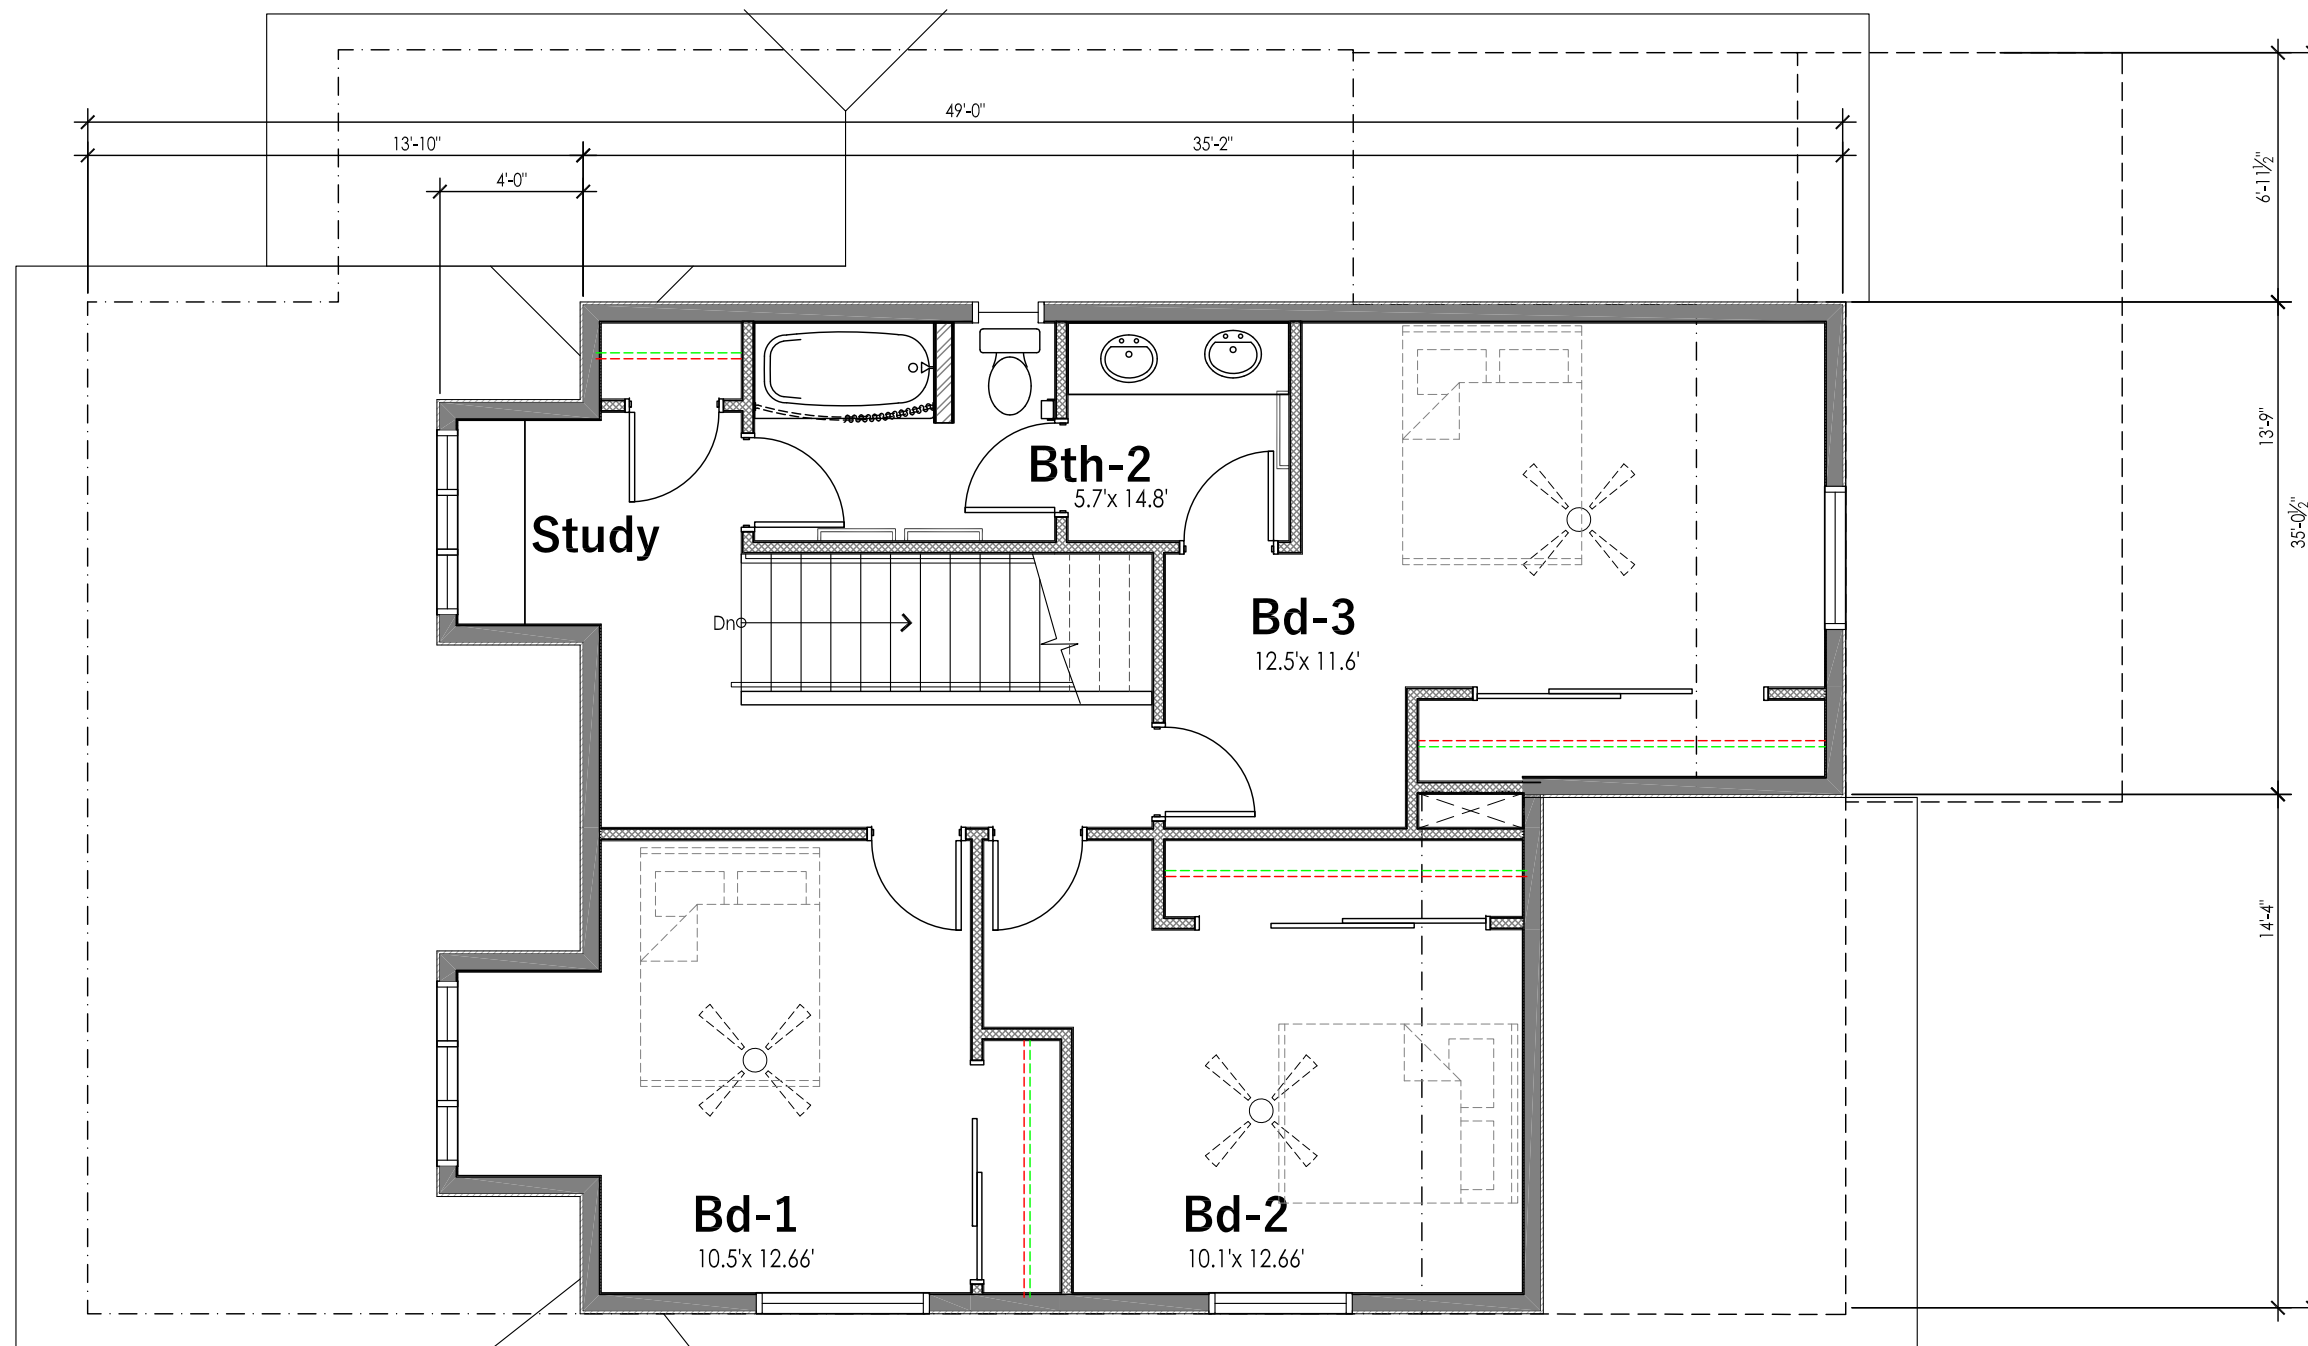 49'-0"
13'-10"
35'-2"
4'-0"
6'-11½"
13'-9"
35'-0½"
14'-4"
Bth-2
5.7'x 14.8'
Study
Dn
Bd-3
12.5'x 11.6'
Bd-1
10.5'x 12.66'
Bd-2
10.1'x 12.66'